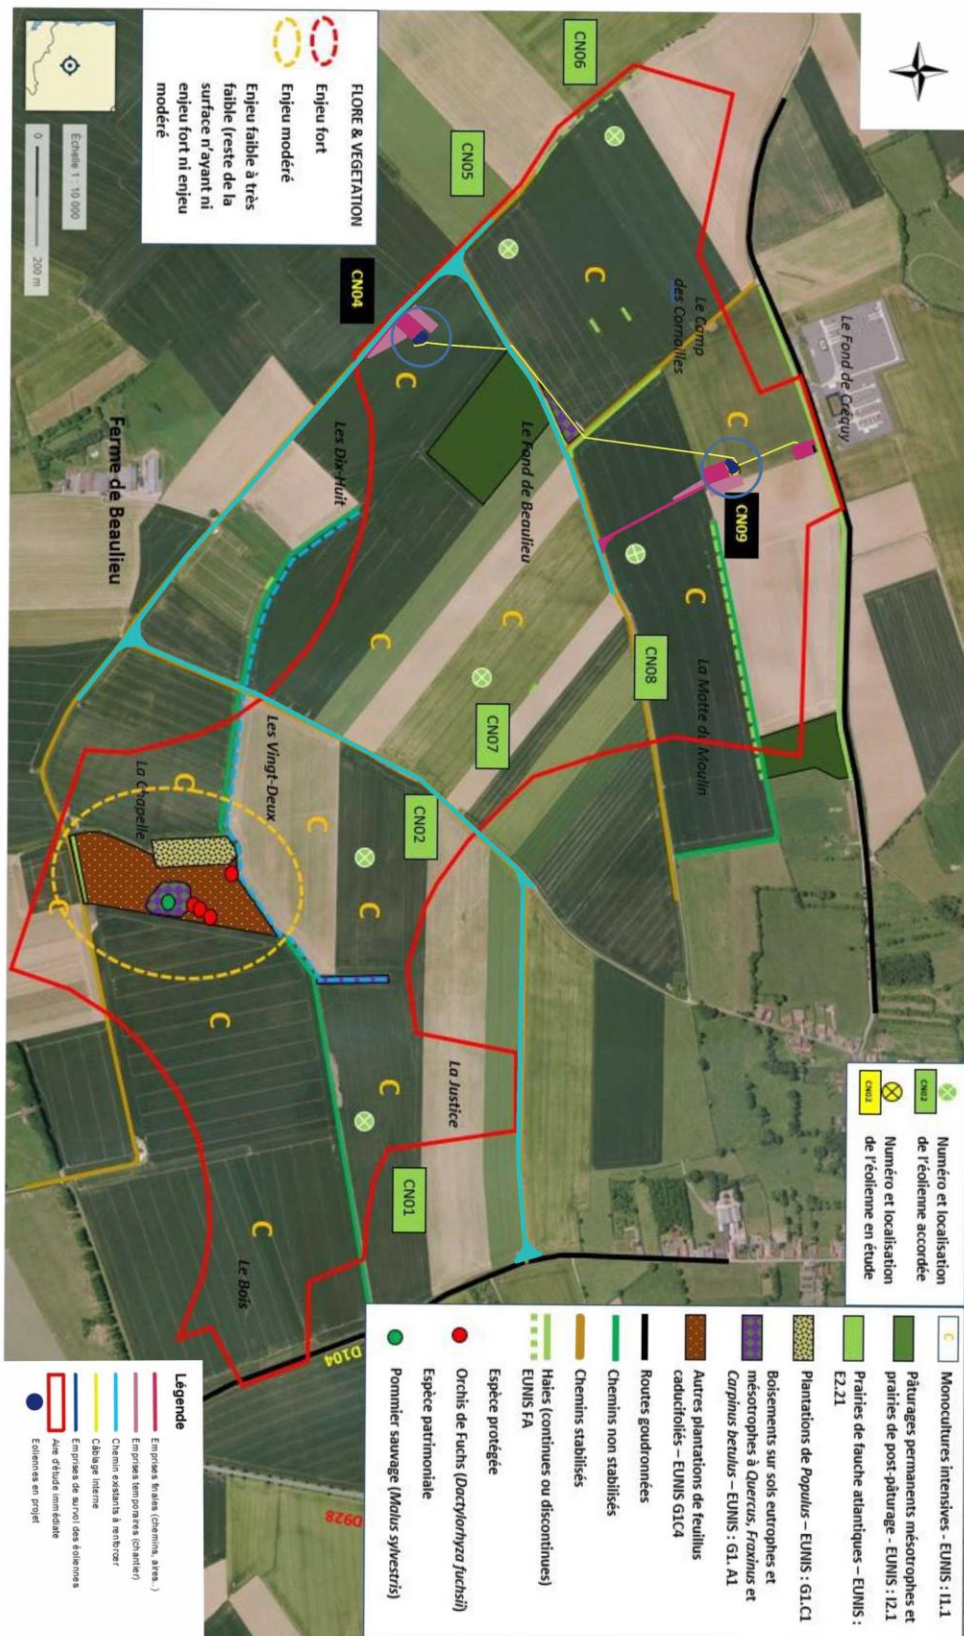 FLORE & VEGETATION
Enjeu fort
Enjeu modéré
Enjeu faible à très
faible (reste de la
surface n'ayant ni
enjeu fort ni enjeu
modéré
Echelle 1 : 10 000
0 200 m
CN06
CN05
CN04
CN09
CN08
CN07
CN02
CN01
Le Camp
des Cornailles
Le Fond de Créquy
Les Dix-Huit
Le Fond de Beaulieu
La Motte du Moulin
Ferme de Beaulieu
Les Vingt-Deux
La Chapelle
La Justice
Le Bois
D104
D928
C
C
C
C
C
C
C
C
C
C
C
C
C
C
CN02
Numéro et localisation
de l'éolienne accordée
CN02
Numéro et localisation
de l'éolienne en étude
C
Monocultures intensives - EUNIS : I1.1
Pâturages permanents mésotrophes et
prairies de post-pâturage - EUNIS : I2.1
Prairies de fauche atlantiques – EUNIS :
E2.21
Plantations de Populus – EUNIS : G1.C1
Boisements sur sols eutrophes et
mésotrophes à Quercus, Fraxinus et
Carpinus betulus – EUNIS : G1. A1
Autres plantations de feuillus
caducifoliés – EUNIS G1C4
Routes goudronnées
Chemins non stabilisés
Chemins stabilisés
Haies (continues ou discontinues)
EUNIS FA
Espèce protégée
Orchis de Fuchs (Dactylorhyza fuchsii)
Espèce patrimoniale
Pommier sauvage (Malus sylvestris)
Légende
Emprises finales (chemins, aires...)
Emprises temporaires (chantier)
Chemin existants à renforcer
Câblage Interne
Emprises de survol des éoliennes
Aire d'étude immédiate
Eoliennes en projet